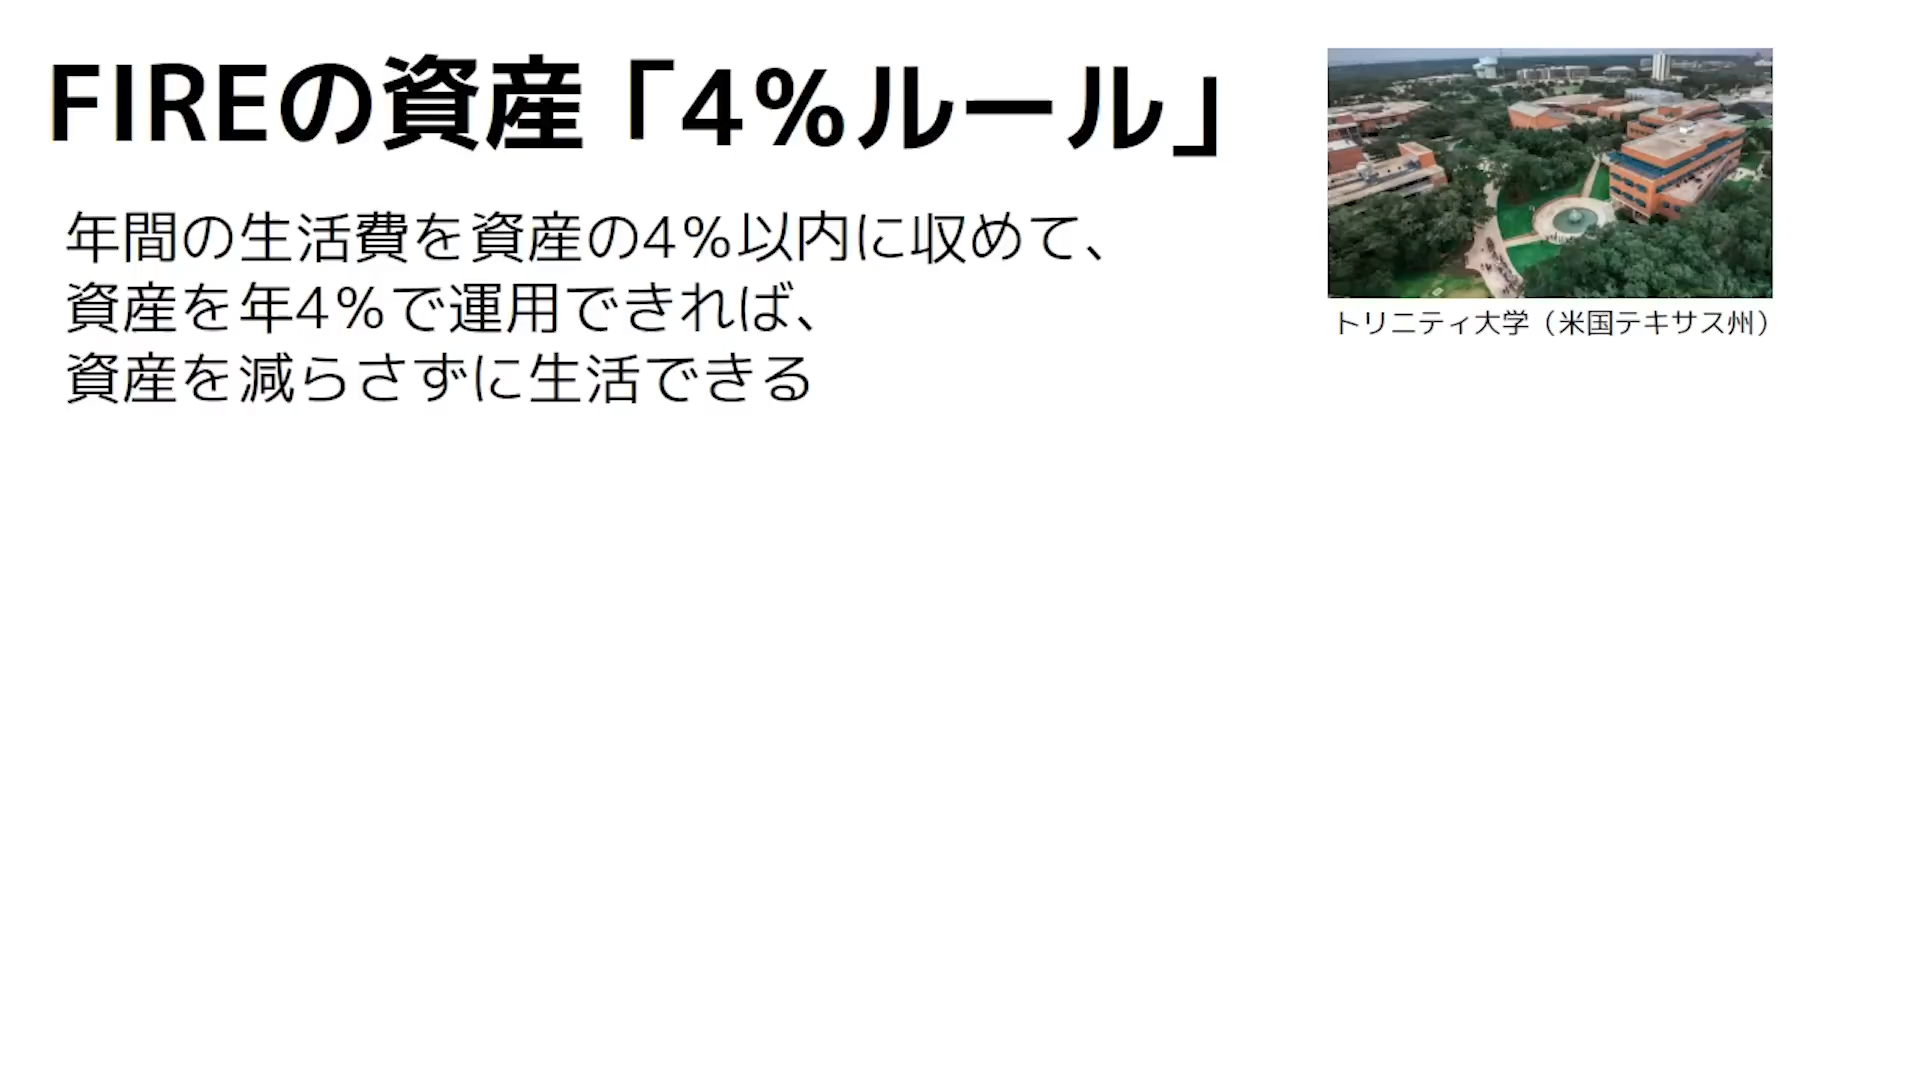 FIREの資産「4%ルール」
年間の生活費を資産の4%以内に収めて、
資産を年4%で運用できれば、
資産を減らさずに生活できる
トリニティ大学（米国テキサス州）